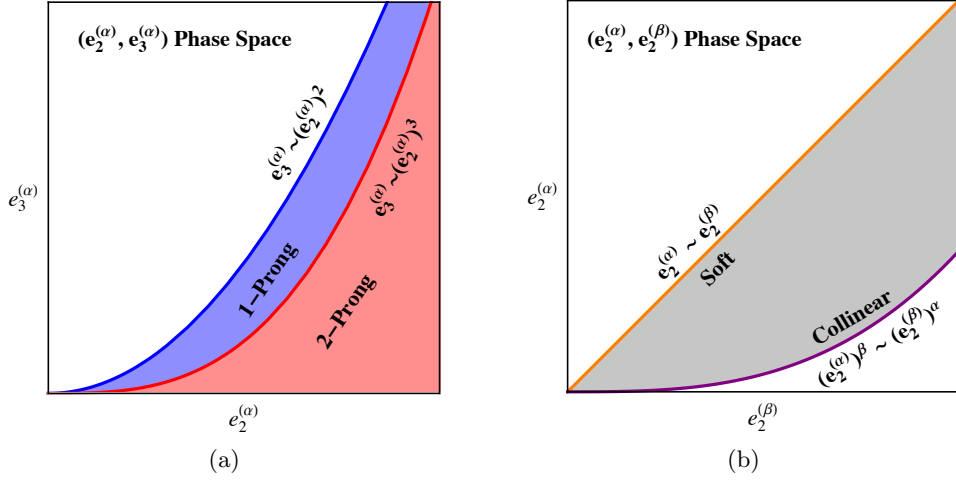 (e₂^(α), e₃^(α)) Phase Space
e₃^(α) ~ (e₂^(α))²
e₃^(α) ~ (e₂^(α))³
1−Prong
2−Prong
e₃^(α)
e₂^(α)
(a)
(e₂^(α), e₂^(β)) Phase Space
e₂^(α) ~ e₂^(β)
Soft
Collinear
(e₂^(α))^β ~ (e₂^(β))^α
e₂^(α)
e₂^(β)
(b)